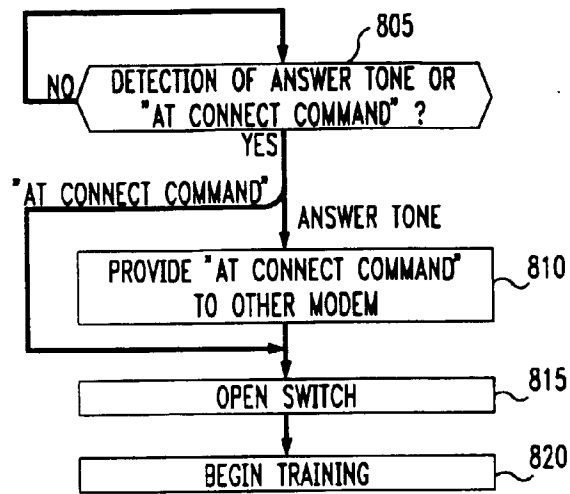 805
NO
DETECTION OF ANSWER TONE OR
"AT CONNECT COMMAND" ?
YES
"AT CONNECT COMMAND"
ANSWER TONE
PROVIDE "AT CONNECT COMMAND"
TO OTHER MODEM
810
OPEN SWITCH
815
BEGIN TRAINING
820